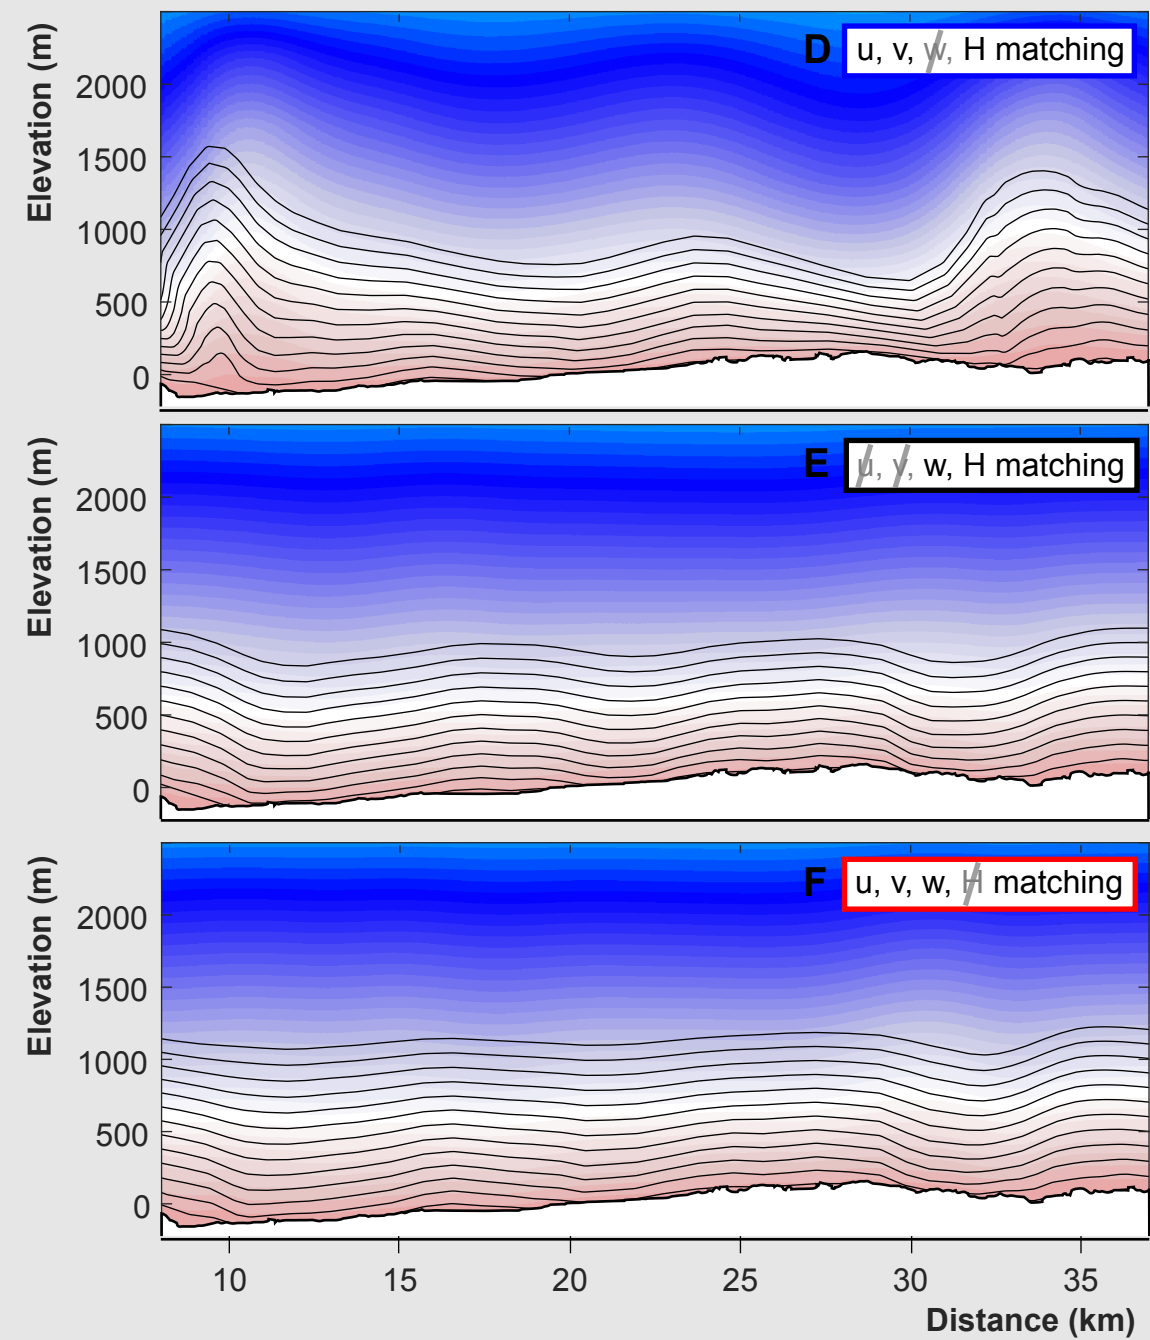 D u, v, w, H matching
Elevation (m)
2000
1500
1000
500
0
E u, v, w, H matching
Elevation (m)
2000
1500
1000
500
0
F u, v, w, H matching
Elevation (m)
2000
1500
1000
500
0
10 15 20 25 30 35
Distance (km)